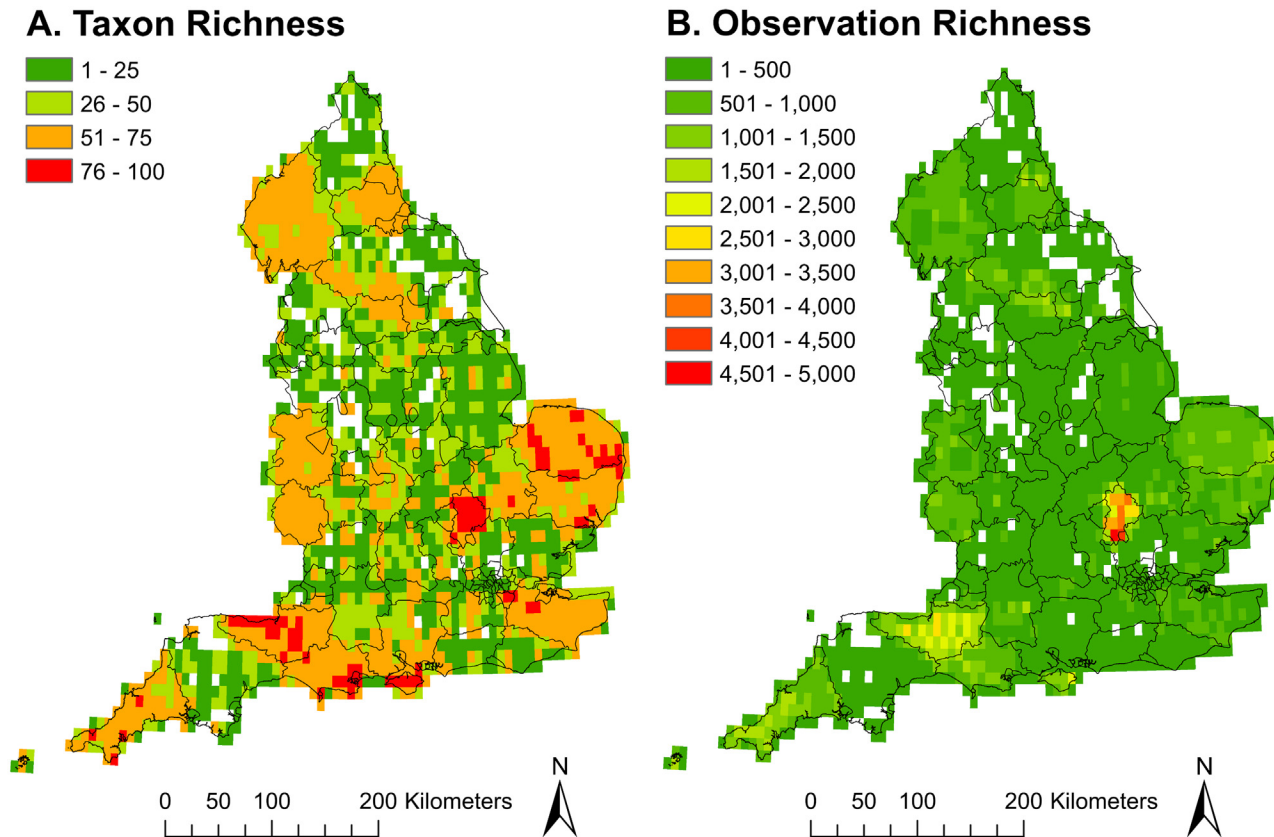 A. Taxon Richness
1 - 25
26 - 50
51 - 75
76 - 100
N
0 50 100 200 Kilometers
B. Observation Richness
1 - 500
501 - 1,000
1,001 - 1,500
1,501 - 2,000
2,001 - 2,500
2,501 - 3,000
3,001 - 3,500
3,501 - 4,000
4,001 - 4,500
4,501 - 5,000
N
0 50 100 200 Kilometers